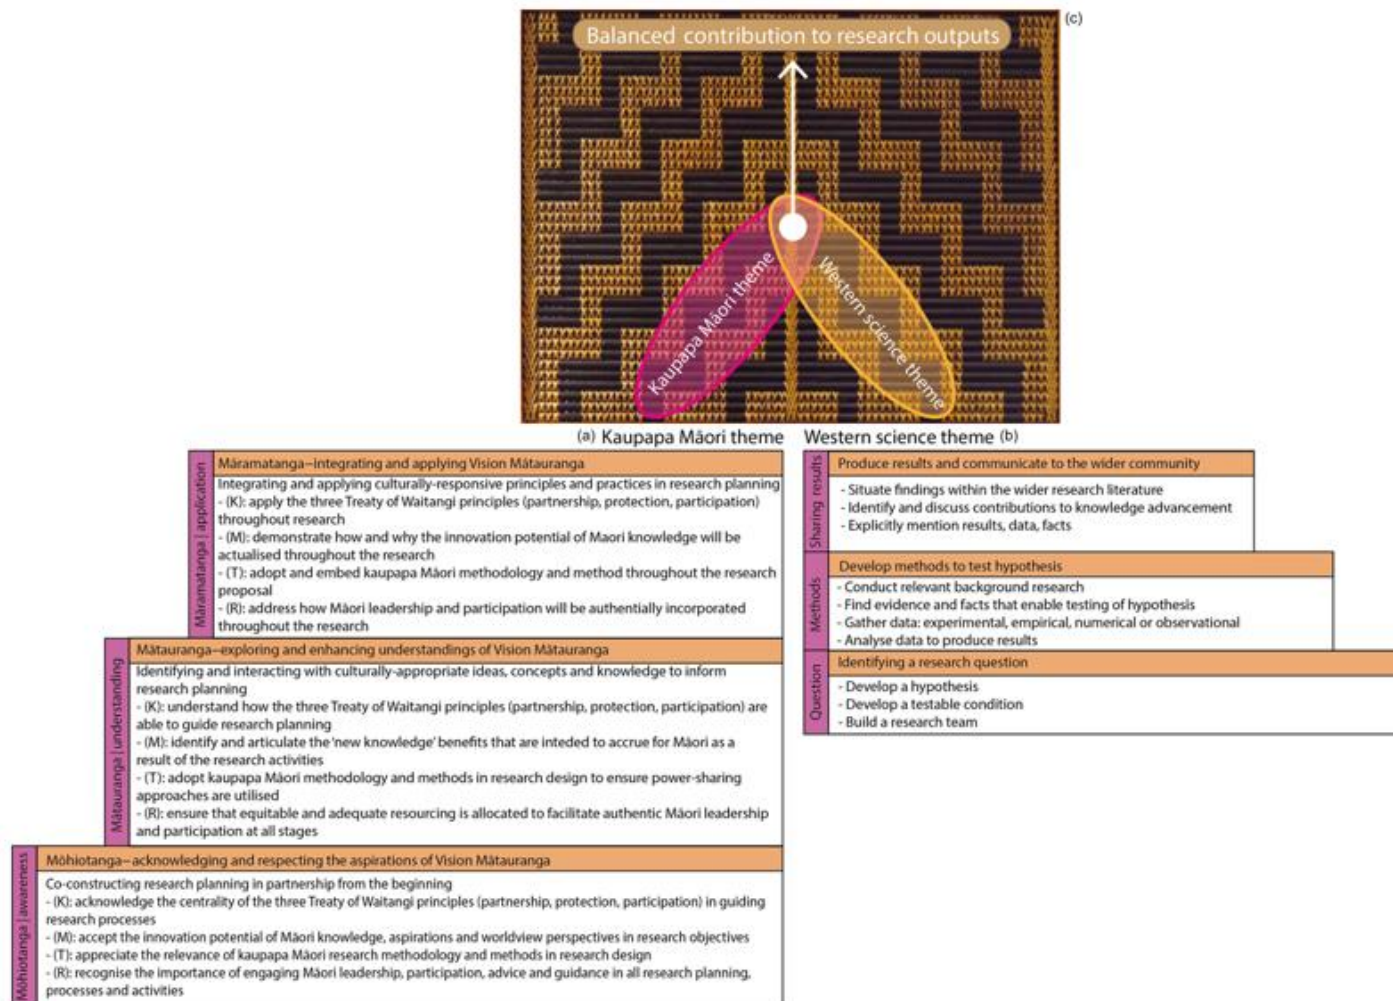 Balanced contribution to research outputs
(c)
Kaupapa Māori theme
Western science theme
(a) Kaupapa Māori theme
Māramatanga | application
Māramatanga–integrating and applying Vision Mātauranga
Integrating and applying culturally-responsive principles and practices in research planning
- (K): apply the three Treaty of Waitangi principles (partnership, protection, participation)
throughout research
- (M): demonstrate how and why the innovation potential of Maori knowledge will be
actualised throughout the research
- (T): adopt and embed kaupapa Māori methodology and method throughout the research
proposal
- (R): address how Māori leadership and participation will be authentially incorporated
throughout the research
Mātauranga | understanding
Mātauranga–exploring and enhancing understandings of Vision Mātauranga
Identifying and interacting with culturally-appropriate ideas, concepts and knowledge to inform
research planning
- (K): understand how the three Treaty of Waitangi principles (partnership, protection, participation) are
able to guide research planning
- (M): identify and articulate the 'new knowledge' benefits that are inteded to accrue for Māori as a
result of the research activities
- (T): adopt kaupapa Māori methodology and methods in research design to ensure power-sharing
approaches are utilised
- (R): ensure that equitable and adequate resourcing is allocated to facilitate authentic Māori leadership
and participation at all stages
Mōhiotanga | awareness
Mōhiotanga–acknowledging and respecting the aspirations of Vision Mātauranga
Co-constructing research planning in partnership from the beginning
- (K): acknowledge the centrality of the three Treaty of Waitangi principles (partnership, protection, participation) in guiding
research processes
- (M): accept the innovation potential of Māori knowledge, aspirations and worldview perspectives in research objectives
- (T): appreciate the relevance of kaupapa Māori research methodology and methods in research design
- (R): recognise the importance of engaging Māori leadership, participation, advice and guidance in all research planning,
processes and activities
Western science theme (b)
Sharing results
Produce results and communicate to the wider community
- Situate findings within the wider research literature
- Identify and discuss contributions to knowledge advancement
- Explicitly mention results, data, facts
Methods
Develop methods to test hypothesis
- Conduct relevant background research
- Find evidence and facts that enable testing of hypothesis
- Gather data: experimental, empirical, numerical or observational
- Analyse data to produce results
Question
Identifying a research question
- Develop a hypothesis
- Develop a testable condition
- Build a research team